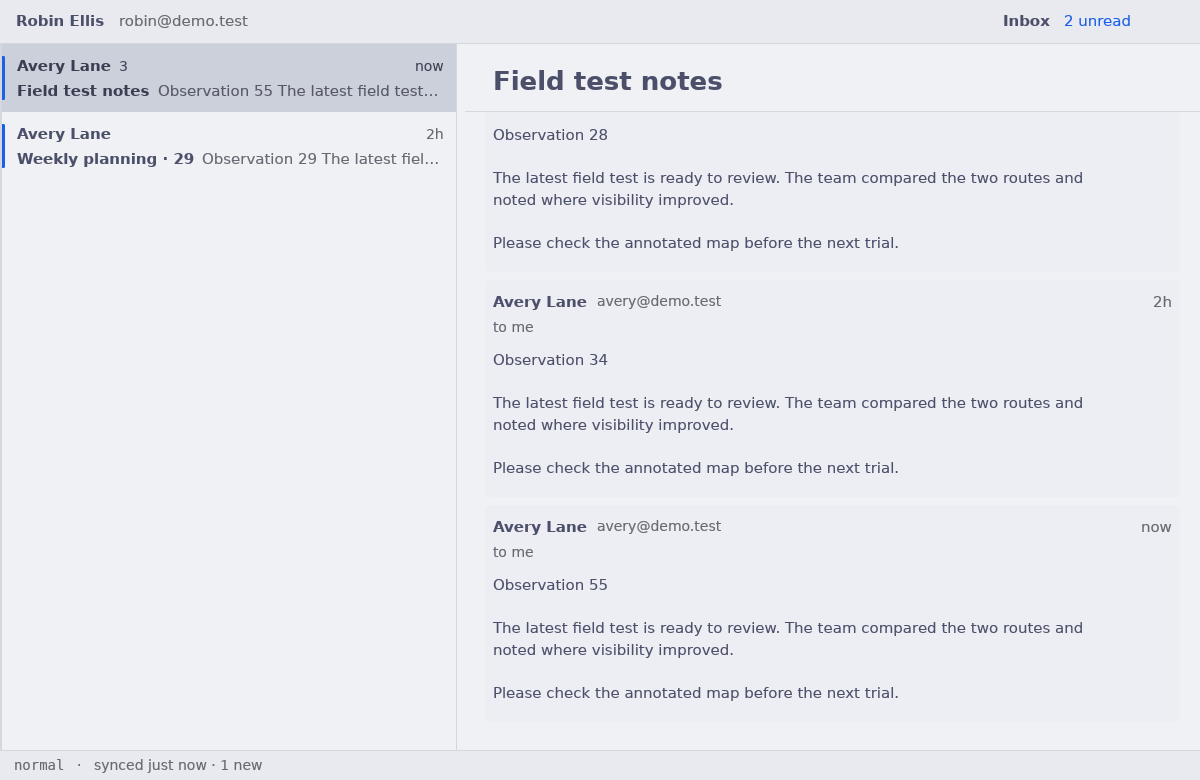 Robin Ellis robin@demo.test
Inbox 2 unread
Avery Lane 3 now
Field test notes Observation 55 The latest field test…
Avery Lane 2h
Weekly planning · 29 Observation 29 The latest fiel…
Field test notes
Observation 28
The latest field test is ready to review. The team compared the two routes and
noted where visibility improved.
Please check the annotated map before the next trial.
Avery Lane avery@demo.test 2h
to me
Observation 34
The latest field test is ready to review. The team compared the two routes and
noted where visibility improved.
Please check the annotated map before the next trial.
Avery Lane avery@demo.test now
to me
Observation 55
The latest field test is ready to review. The team compared the two routes and
noted where visibility improved.
Please check the annotated map before the next trial.
normal · synced just now · 1 new